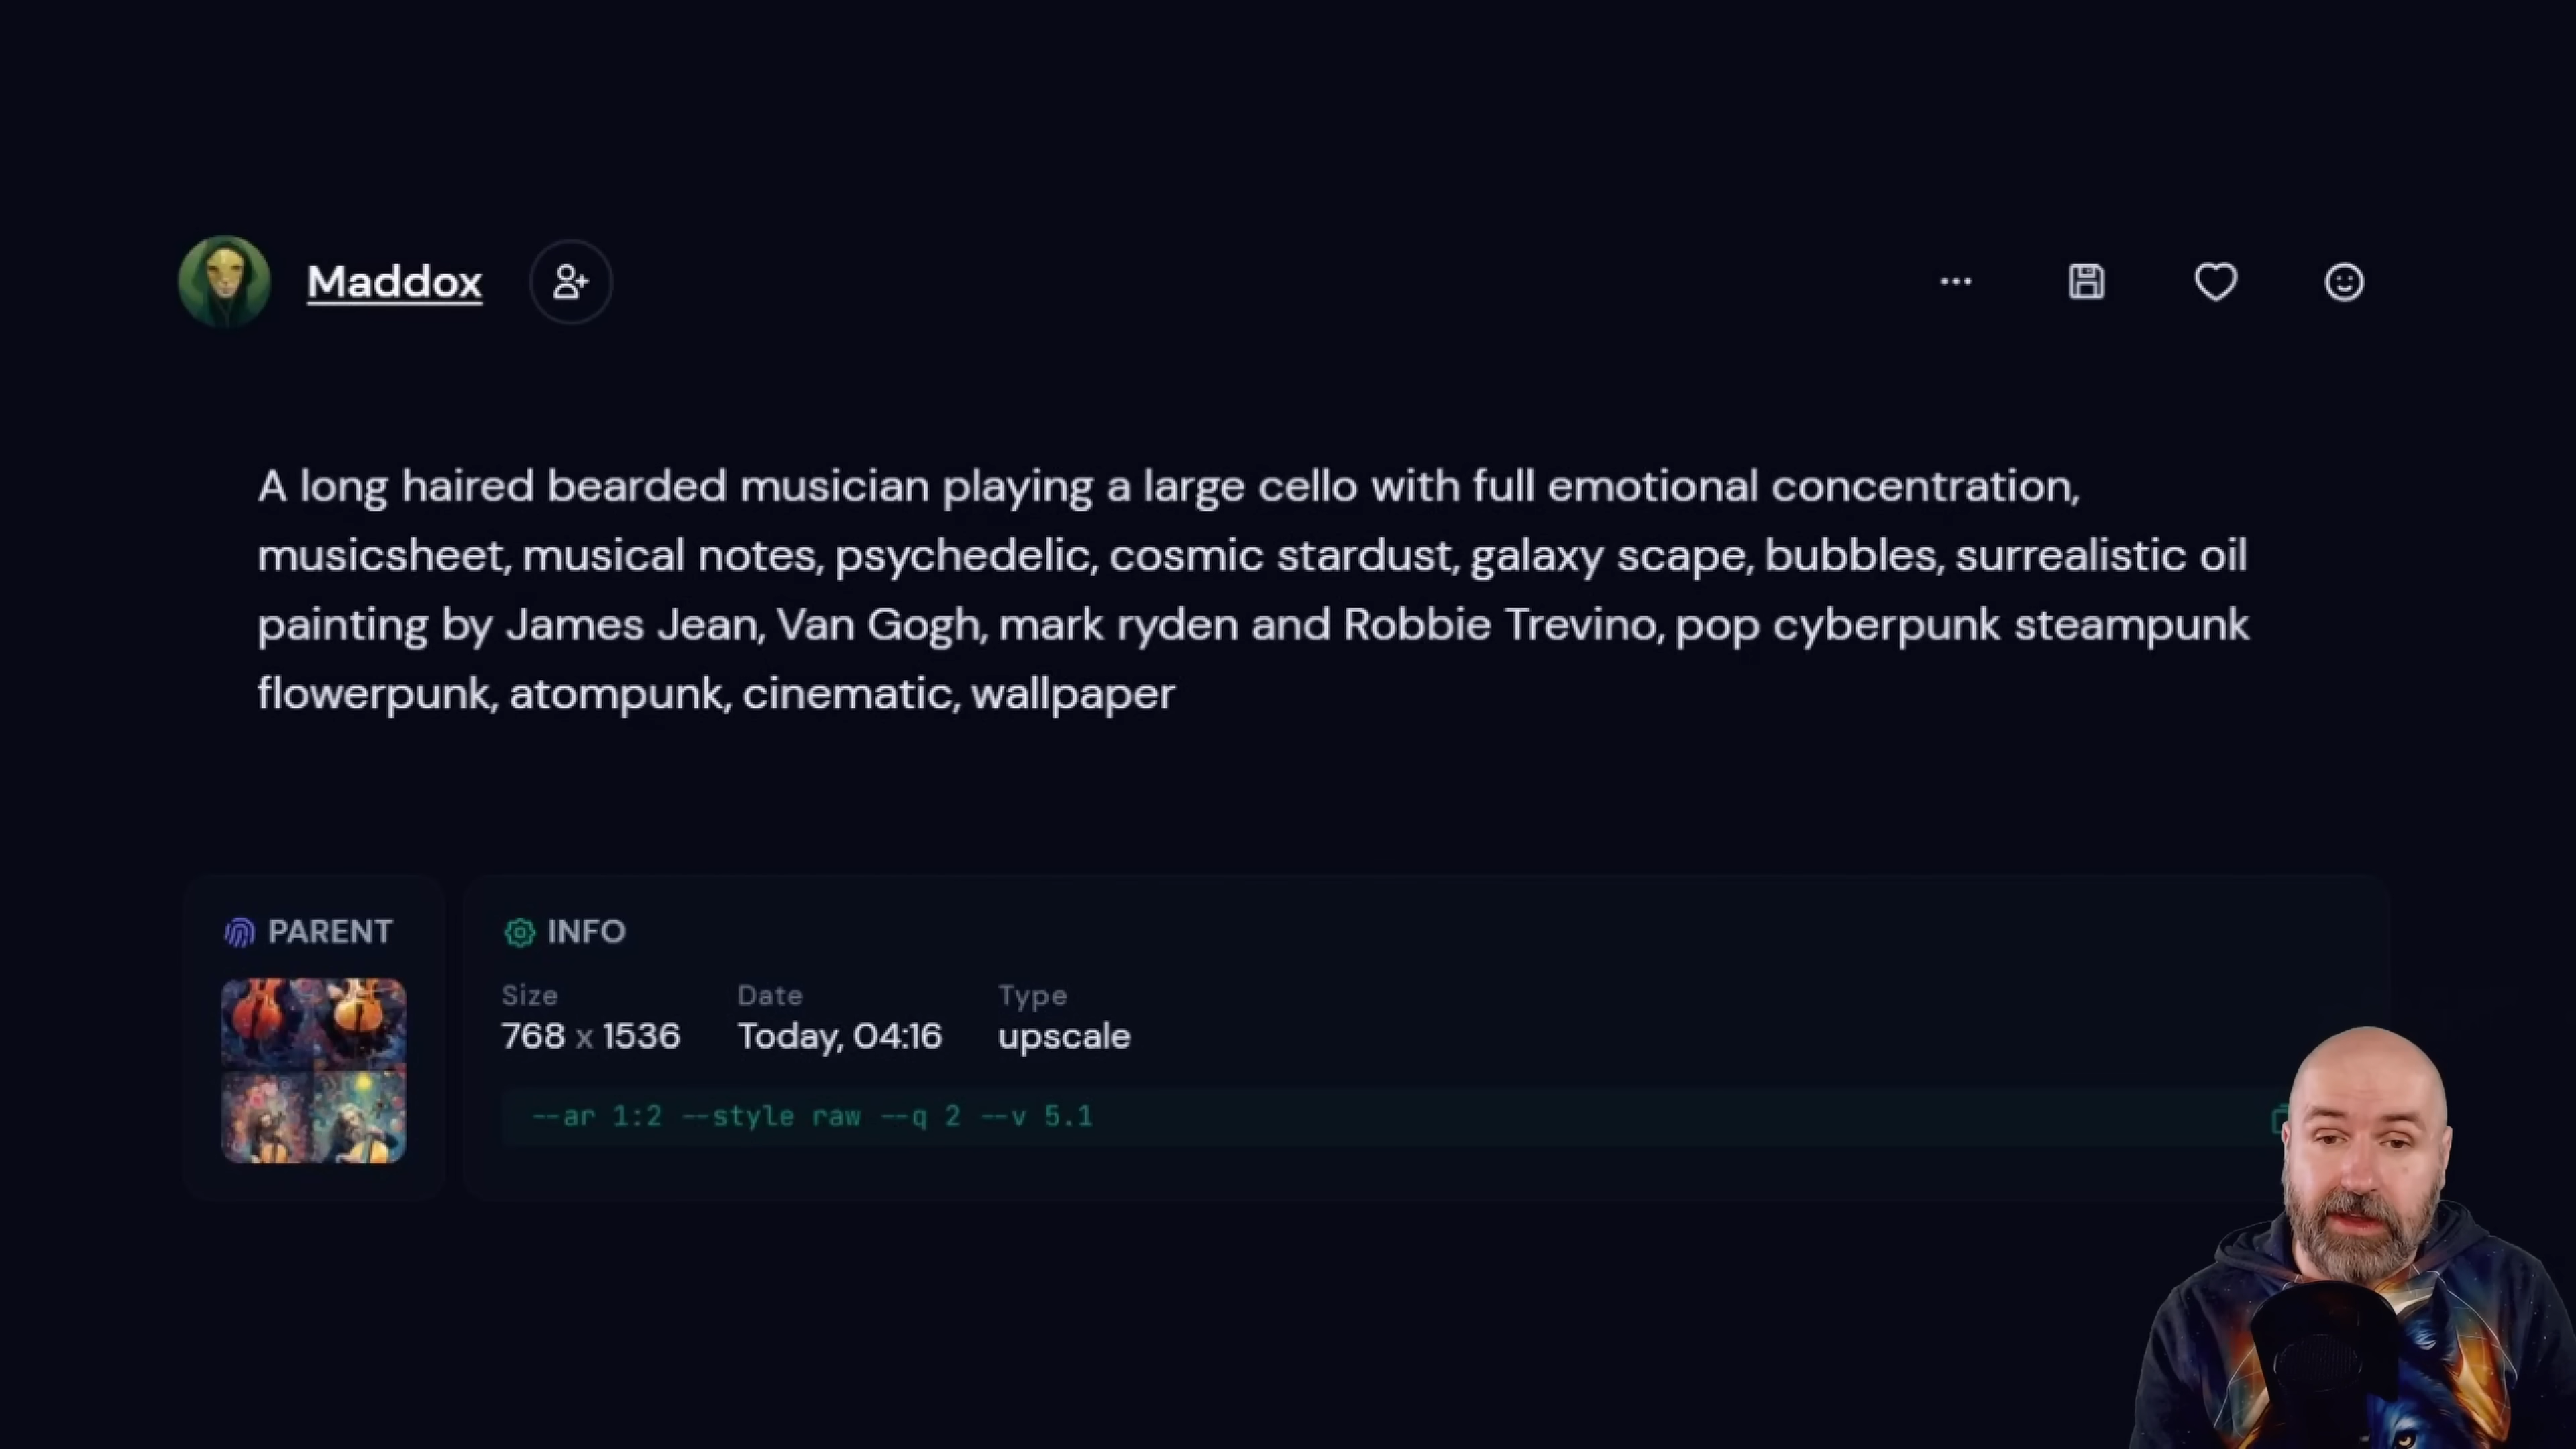 Maddox
A long haired bearded musician playing a large cello with full emotional concentration,
musicsheet, musical notes, psychedelic, cosmic stardust, galaxy scape, bubbles, surrealistic oil
painting by James Jean, Van Gogh, mark ryden and Robbie Trevino, pop cyberpunk steampunk
flowerpunk, atompunk, cinematic, wallpaper
PARENT
INFO
Size Date Type
768 x 1536 Today, 04:16 upscale
--ar 1:2 --style raw --q 2 --v 5.1